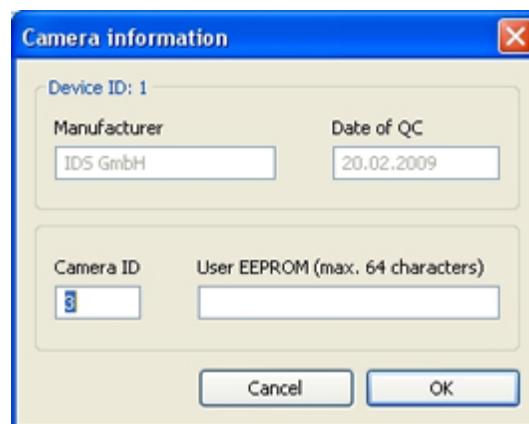 Camera information
Device ID: 1
Manufacturer Date of QC
IDS GmbH 20.02.2009
Camera ID User EEPROM (max. 64 characters)
3
Cancel OK